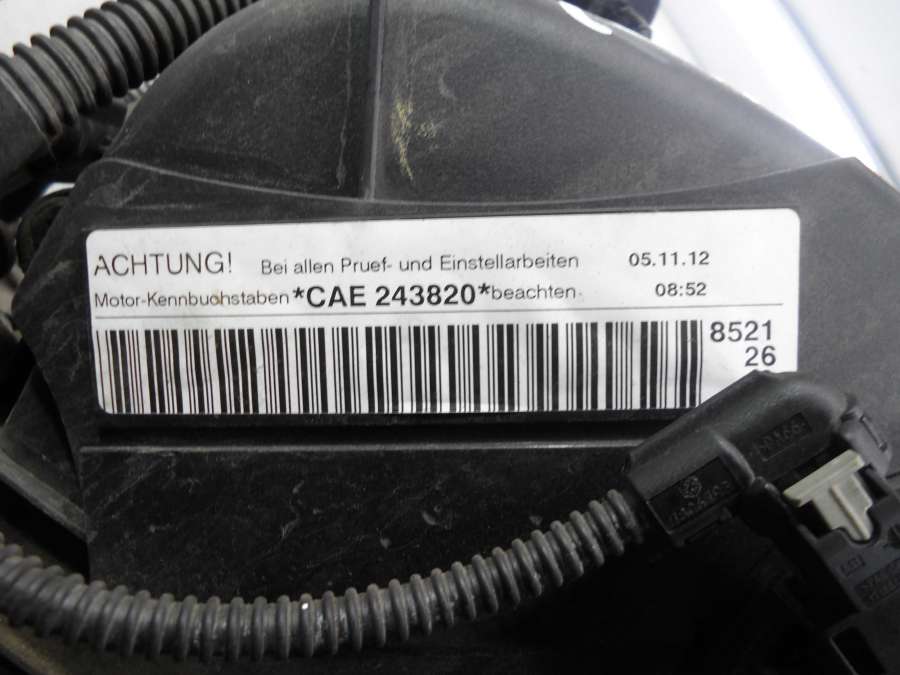 ACHTUNG! Bei allen Pruef- und Einstellarbeiten 05.11.12
Motor-Kennbuchstaben *CAE 243820* beachten. 08:52
8521
26